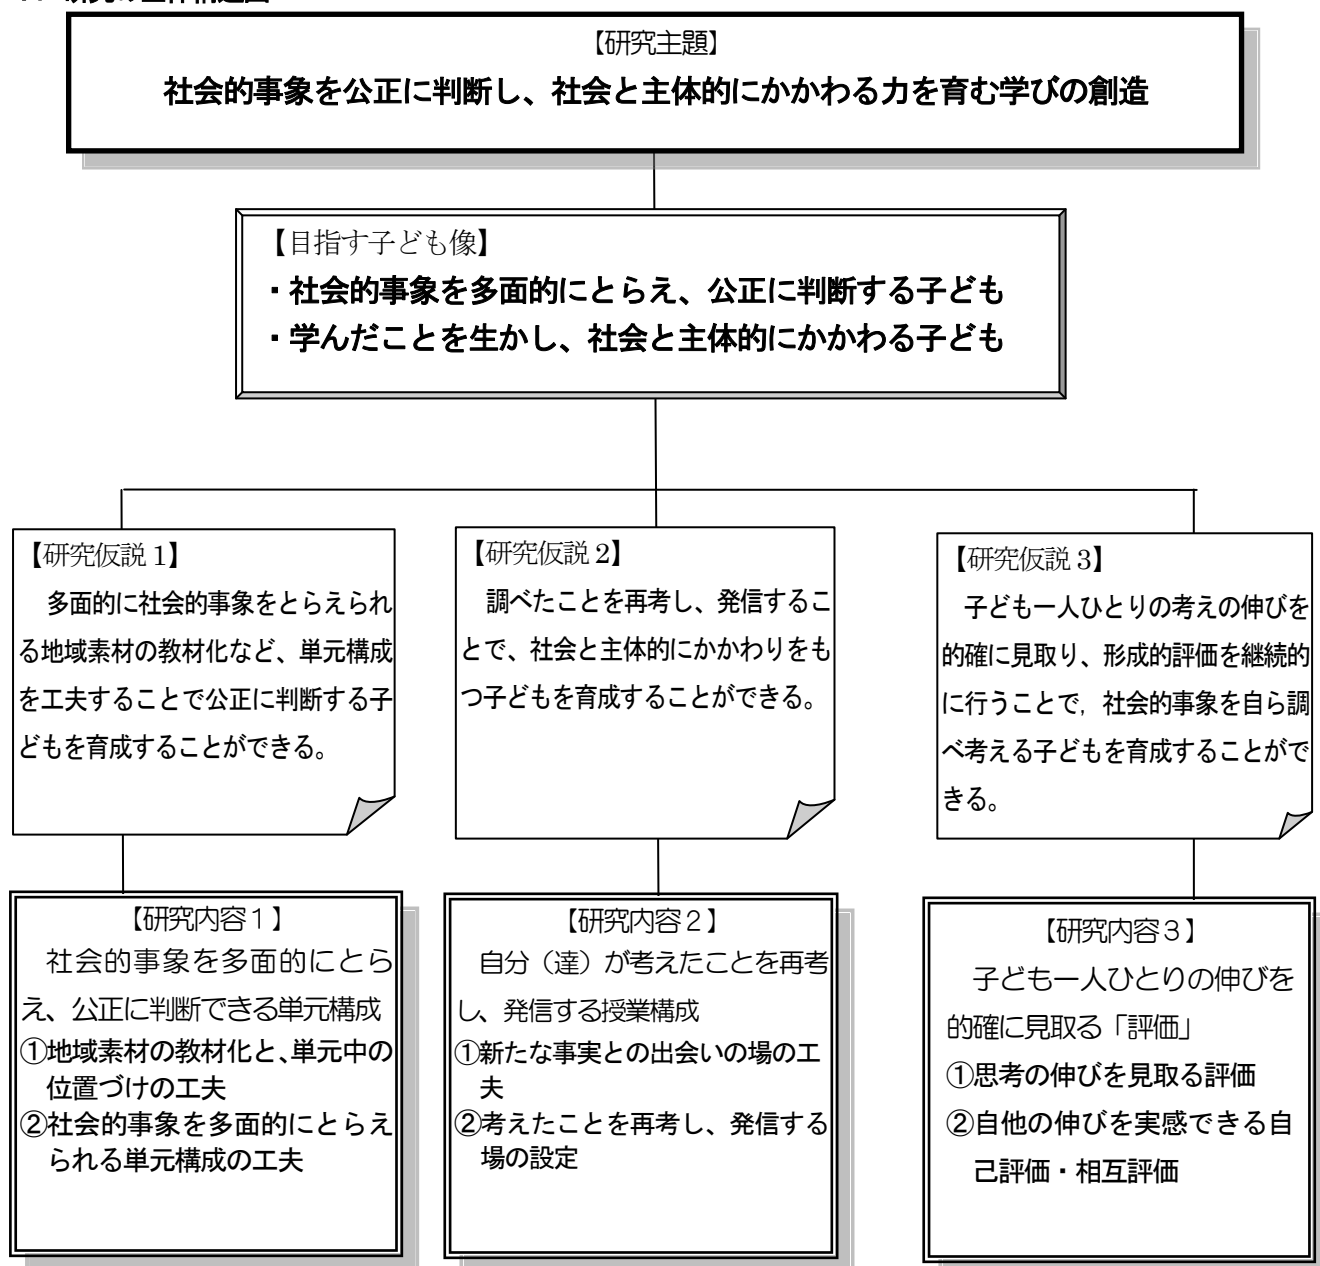 【研究主題】
社会的事象を公正に判断し、社会と主体的にかかわる力を育む学びの創造
【目指す子ども像】
・社会的事象を多面的にとらえ、公正に判断する子ども
・学んだことを生かし、社会と主体的にかかわる子ども
【研究仮説1】
多面的に社会的事象をとらえられ
る地域素材の教材化など、単元構成
を工夫することで公正に判断する子
どもを育成することができる。
【研究仮説2】
調べたことを再考し、発信するこ
とで、社会と主体的にかかわりをも
つ子どもを育成することができる。
【研究仮説3】
子ども一人ひとりの考えの伸びを
的確に見取り、形成的評価を継続的
に行うことで，社会的事象を自ら調
べ考える子どもを育成することがで
きる。
【研究内容１】
社会的事象を多面的にとら
え、公正に判断できる単元構成
①地域素材の教材化と、単元中の
位置づけの工夫
②社会的事象を多面的にとらえ
られる単元構成の工夫
【研究内容２】
自分（達）が考えたことを再考
し、発信する授業構成
①新たな事実との出会いの場の工
夫
②考えたことを再考し、発信する
場の設定
【研究内容３】
子ども一人ひとりの伸びを
的確に見取る「評価」
①思考の伸びを見取る評価
②自他の伸びを実感できる自
己評価・相互評価